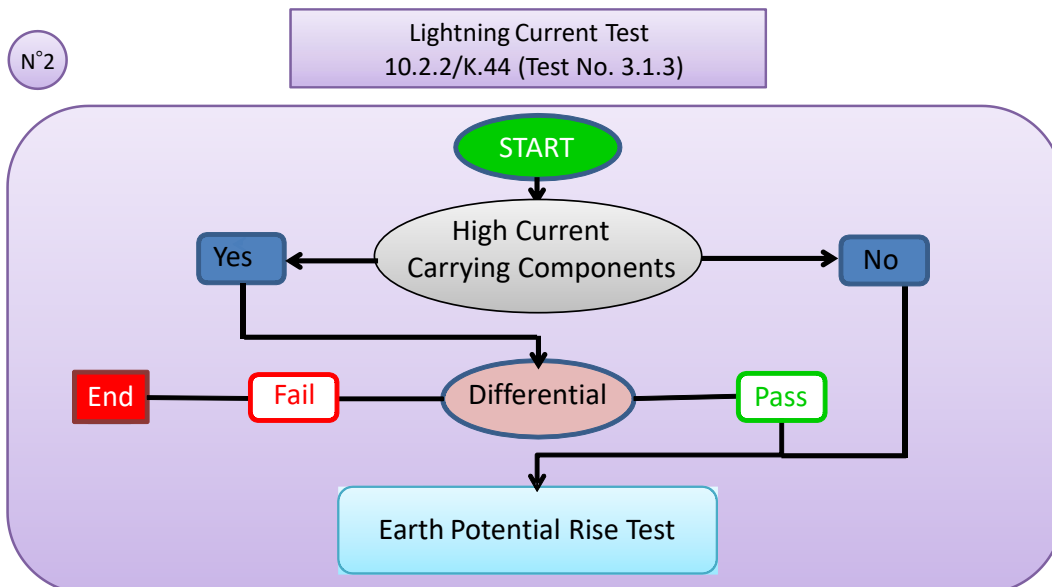 N°2
Lightning Current Test
10.2.2/K.44 (Test No. 3.1.3)
START
High Current
Carrying Components
Yes
No
End
Fail
Differential
Pass
Earth Potential Rise Test